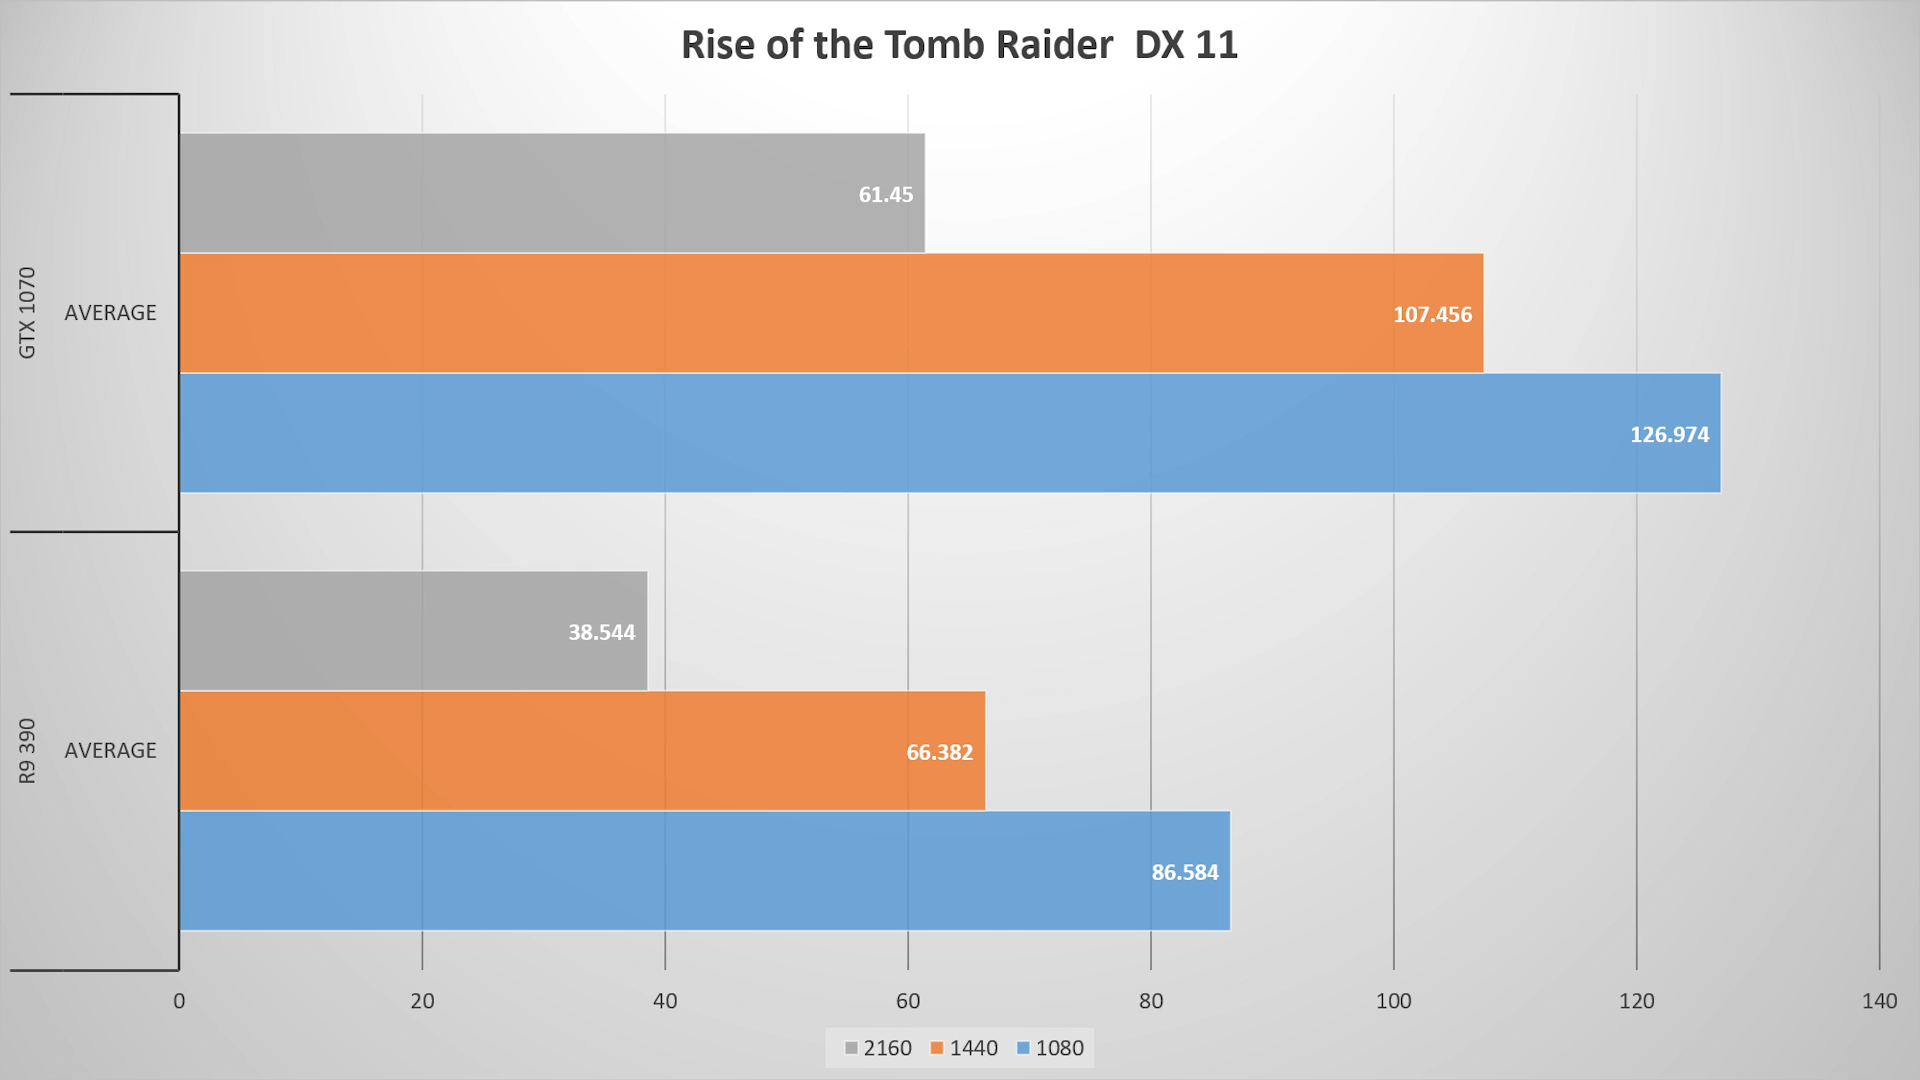 Rise of the Tomb Raider  DX 11
GTX 1070
AVERAGE
61.45
107.456
126.974
R9 390
AVERAGE
38.544
66.382
86.584
0 20 40 60 80 100 120 140
2160 1440 1080